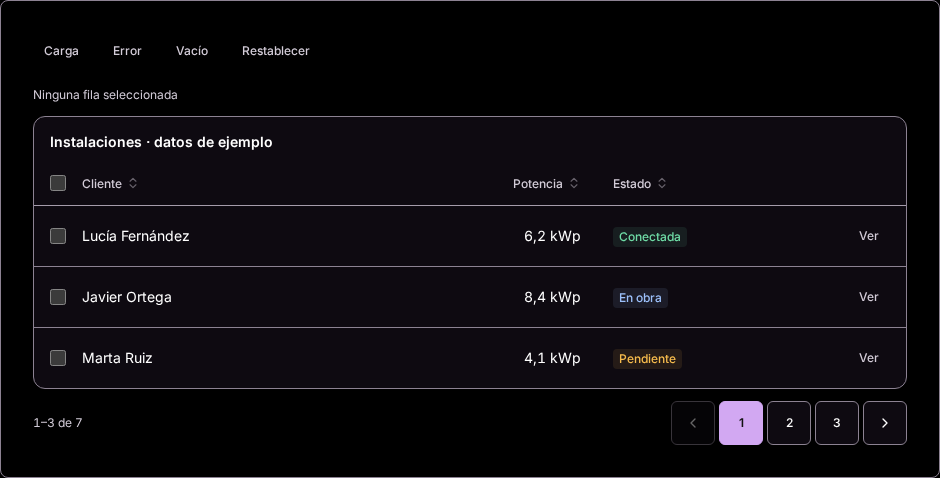 Carga Error Vacío Restablecer
Ninguna fila seleccionada
Instalaciones · datos de ejemplo
Cliente Potencia Estado
Lucía Fernández 6,2 kWp Conectada Ver
Javier Ortega 8,4 kWp En obra Ver
Marta Ruiz 4,1 kWp Pendiente Ver
1–3 de 7 1 2 3